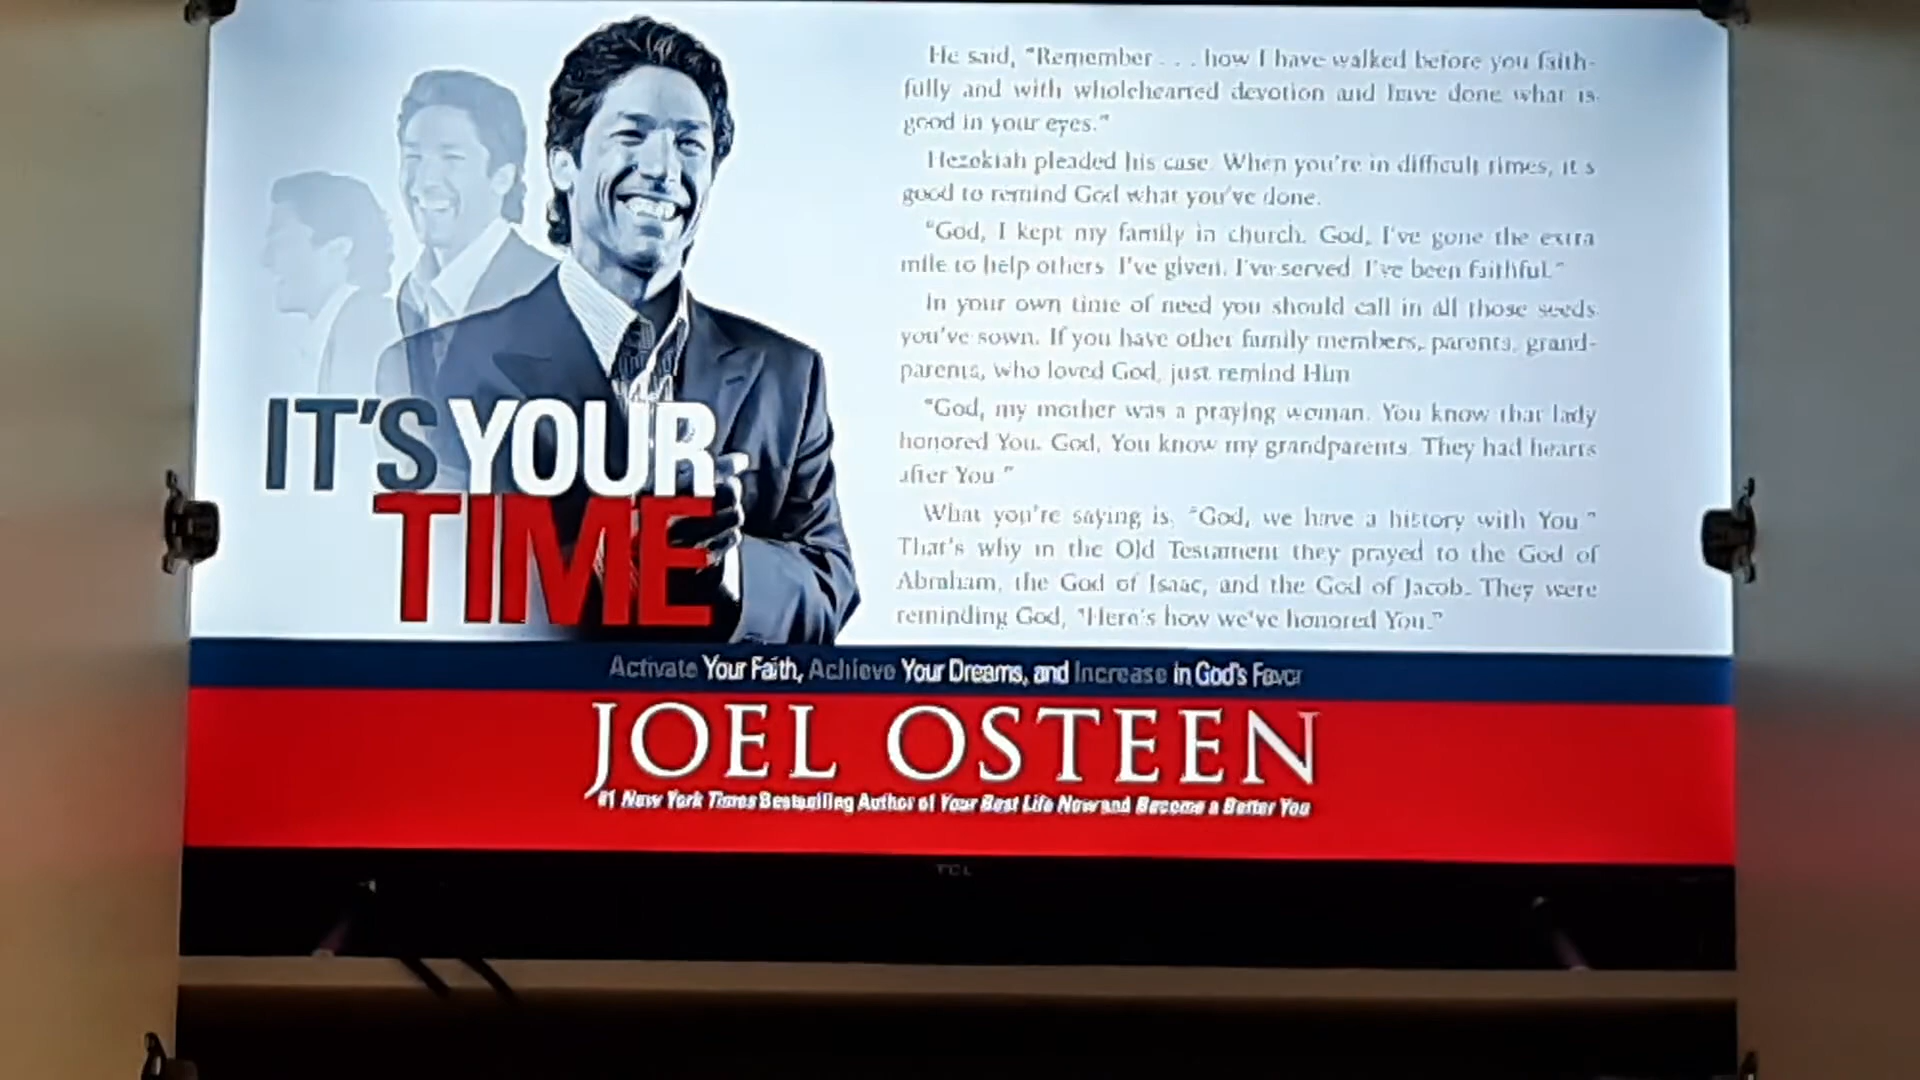 IT'S YOUR
TIME
He said, "Remember . . . how I have walked before you faith-
fully and with wholehearted devotion and have done what is
good in your eyes."
Hezekiah pleaded his case. When you're in difficult times, it's
good to remind God what you've done.
"God, I kept my family in church. God, I've gone the extra
mile to help others. I've given. I've served. I've been faithful."
In your own time of need you should call in all those seeds
you've sown. If you have other family members, parents, grand-
parents, who loved God, just remind Him.
"God, my mother was a praying woman. You know that lady
honored You. God, You know my grandparents. They had hearts
after You."
What you're saying is, "God, we have a history with You."
That's why in the Old Testament they prayed to the God of
Abraham, the God of Isaac, and the God of Jacob. They were
reminding God, "Here's how we've honored You."
Activate Your Faith, Achieve Your Dreams, and Increase in God's Favor
JOEL OSTEEN
#1 New York Times Bestselling Author of Your Best Life Now and Become a Better You
TCL